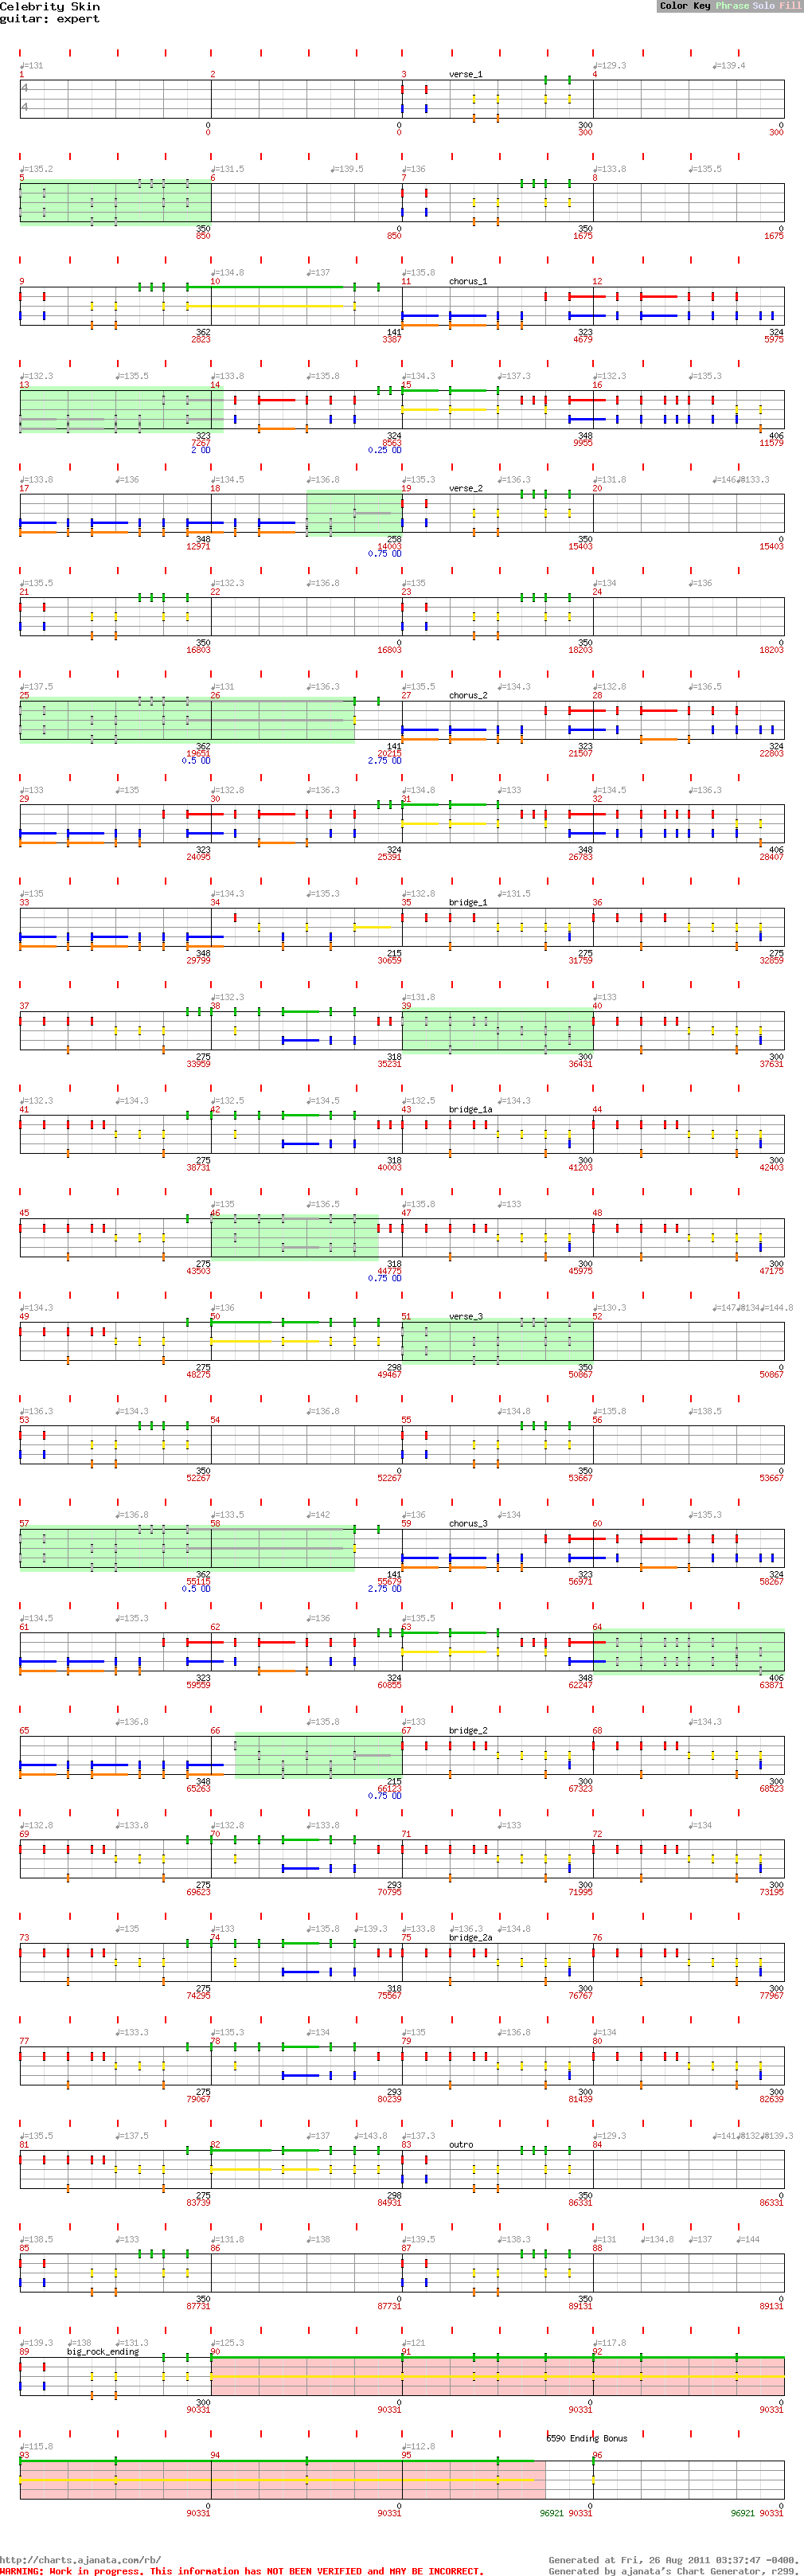 Celebrity Skin
guitar: expert
Color Key Phrase Solo Fill
♩=131 ♩=129.3 ♩=139.4
1 2 3 verse_1 4
4
4
0 0 300 0
0 0 300 300
♩=135.2 ♩=131.5 ♩=139.5 ♩=136 ♩=133.8 ♩=135.5
5 6 7 8
350 0 350 0
850 850 1675 1675
♩=134.8 ♩=137 ♩=135.8
9 10 11 chorus_1 12
362 141 323 324
2823 3387 4679 5975
♩=132.3 ♩=135.5 ♩=133.8 ♩=135.8 ♩=134.3 ♩=137.3 ♩=132.3 ♩=135.3
13 14 15 16
323 324 348 406
7267 8563 9955 11579
2 OD 0.25 OD
♩=133.8 ♩=136 ♩=134.5 ♩=136.8 ♩=135.3 ♩=136.3 ♩=131.8 ♩=133.3
17 18 19 verse_2 20
348 258 350 0
12971 14003 15403 15403
0.75 OD
♩=135.5 ♩=132.3 ♩=136.8 ♩=135 ♩=134 ♩=136
21 22 23 24
350 0 350 0
16803 16803 18203 18203
♩=137.5 ♩=131 ♩=136.3 ♩=135.5 ♩=134.3 ♩=132.8 ♩=136.5
25 26 27 chorus_2 28
362 141 323 324
19651 20215 21507 22803
0.5 OD 2.75 OD
♩=133 ♩=135 ♩=132.8 ♩=136.3 ♩=134.8 ♩=133 ♩=134.5 ♩=136.3
29 30 31 32
323 324 348 406
24095 25391 26783 28407
♩=135 ♩=134.3 ♩=135.3 ♩=132.8 ♩=131.5
33 34 35 bridge_1 36
348 215 275 275
29799 30659 31759 32859
♩=132.3 ♩=131.8 ♩=133
37 38 39 40
275 318 300 300
33959 35231 36431 37631
♩=132.3 ♩=134.3 ♩=132.5 ♩=134.5 ♩=132.5 ♩=134.3
41 42 43 bridge_1a 44
275 318 300 300
38731 40003 41203 42403
♩=135 ♩=136.5 ♩=135.8 ♩=133
45 46 47 48
275 318 300 300
43503 44775 45975 47175
0.75 OD
♩=134.3 ♩=136 ♩=130.3 ♩=144.8
49 50 51 verse_3 52
275 298 350 0
48275 49467 50867 50867
♩=136.3 ♩=134.3 ♩=136.8 ♩=134.8 ♩=135.8 ♩=138.5
53 54 55 56
350 0 350 0
52267 52267 53667 53667
♩=136.8 ♩=133.5 ♩=142 ♩=136 ♩=134 ♩=135.3
57 58 59 chorus_3 60
362 141 323 324
55115 55679 56971 58267
0.5 OD 2.75 OD
♩=134.5 ♩=135.3 ♩=136 ♩=135.5
61 62 63 64
323 324 348 406
59559 60855 62247 63871
♩=136.8 ♩=135.8 ♩=133 ♩=134.3
65 66 67 bridge_2 68
348 215 300 300
65263 66123 67323 68523
0.75 OD
♩=132.8 ♩=133.8 ♩=132.8 ♩=133.8 ♩=133 ♩=134
69 70 71 72
275 293 300 300
69623 70795 71995 73195
♩=135 ♩=133 ♩=135.8 ♩=139.3 ♩=133.8 ♩=136.3 ♩=134.8
73 74 75 bridge_2a 76
275 318 300 300
74295 75567 76767 77967
♩=133.3 ♩=135.3 ♩=134 ♩=135 ♩=136.8 ♩=134
77 78 79 80
275 293 300 300
79067 80239 81439 82639
♩=135.5 ♩=137.5 ♩=137 ♩=143.8 ♩=137.3 ♩=129.3 ♩=139.3
81 82 83 outro 84
275 298 350 0
83739 84931 86331 86331
♩=138.5 ♩=133 ♩=131.8 ♩=138 ♩=139.5 ♩=138.3 ♩=131 ♩=134.8 ♩=137 ♩=144
85 86 87 88
350 0 350 0
87731 87731 89131 89131
♩=139.3 ♩=138 ♩=131.3 ♩=125.3 ♩=121 ♩=117.8
89 big_rock_ending 90 91 92
300 0 0 0
90331 90331 90331 90331
6590 Ending Bonus
♩=115.8 ♩=112.8
93 94 95 96
0 0 0 0
90331 90331 96921 90331 96921 90331
http://charts.ajanata.com/rb/
Generated at Fri, 26 Aug 2011 03:37:47 -0400.
WARNING: Work in progress. This information has NOT BEEN VERIFIED and MAY BE INCORRECT.
Generated by ajanata's Chart Generator, r299.